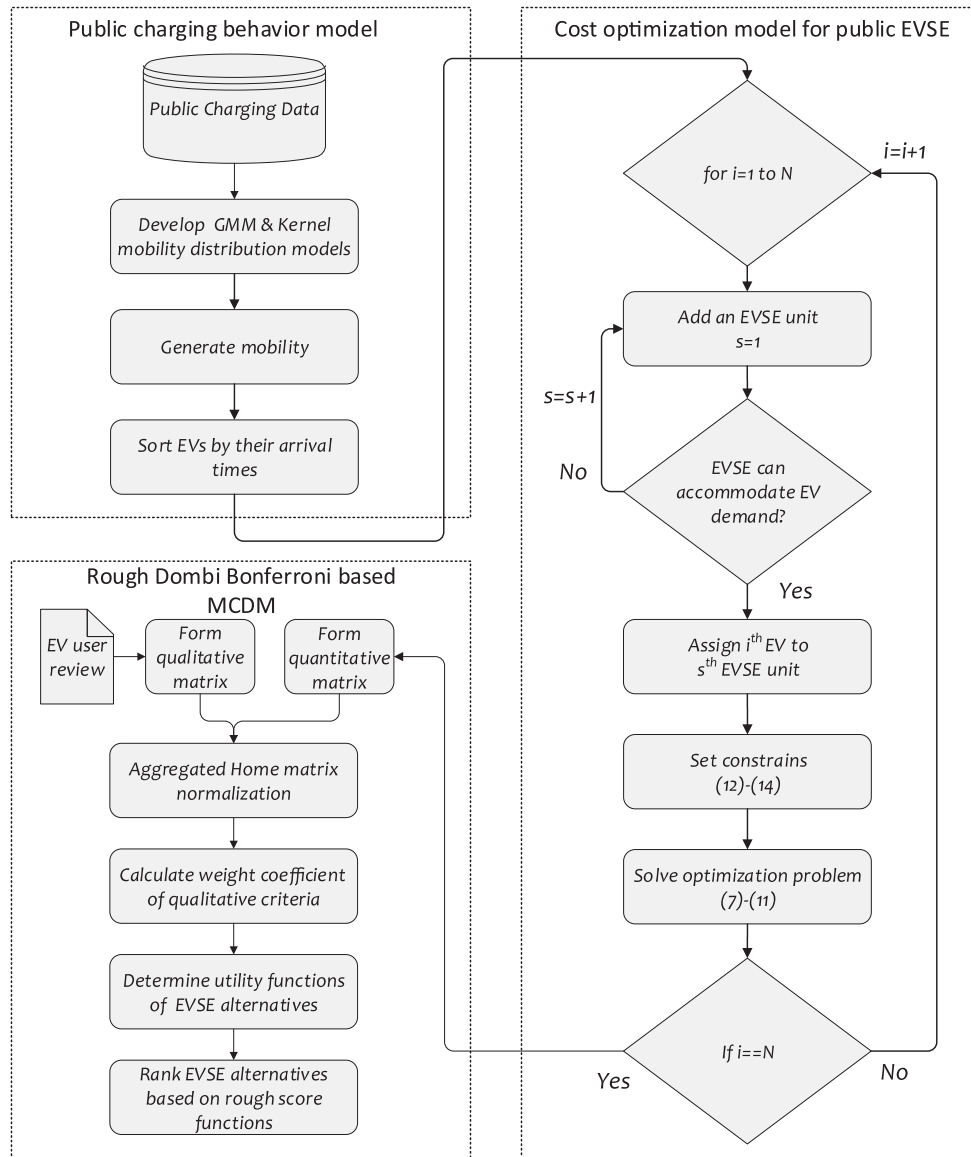 Public charging behavior model
Public Charging Data
Develop GMM & Kernel
mobility distribution models
Generate mobility
Sort EVs by their arrival
times
Cost optimization model for public EVSE
for i=1 to N
i=i+1
Add an EVSE unit
s=1
s=s+1
No
EVSE can
accommodate EV
demand?
Yes
Assign ith EV to
sth EVSE unit
Set constrains
(12)-(14)
Solve optimization problem
(7)-(11)
If i==N
Yes
No
Rough Dombi Bonferroni based
MCDM
EV user
review
Form
qualitative
matrix
Form
quantitative
matrix
Aggregated Home matrix
normalization
Calculate weight coefficient
of qualitative criteria
Determine utility functions
of EVSE alternatives
Rank EVSE alternatives
based on rough score
functions